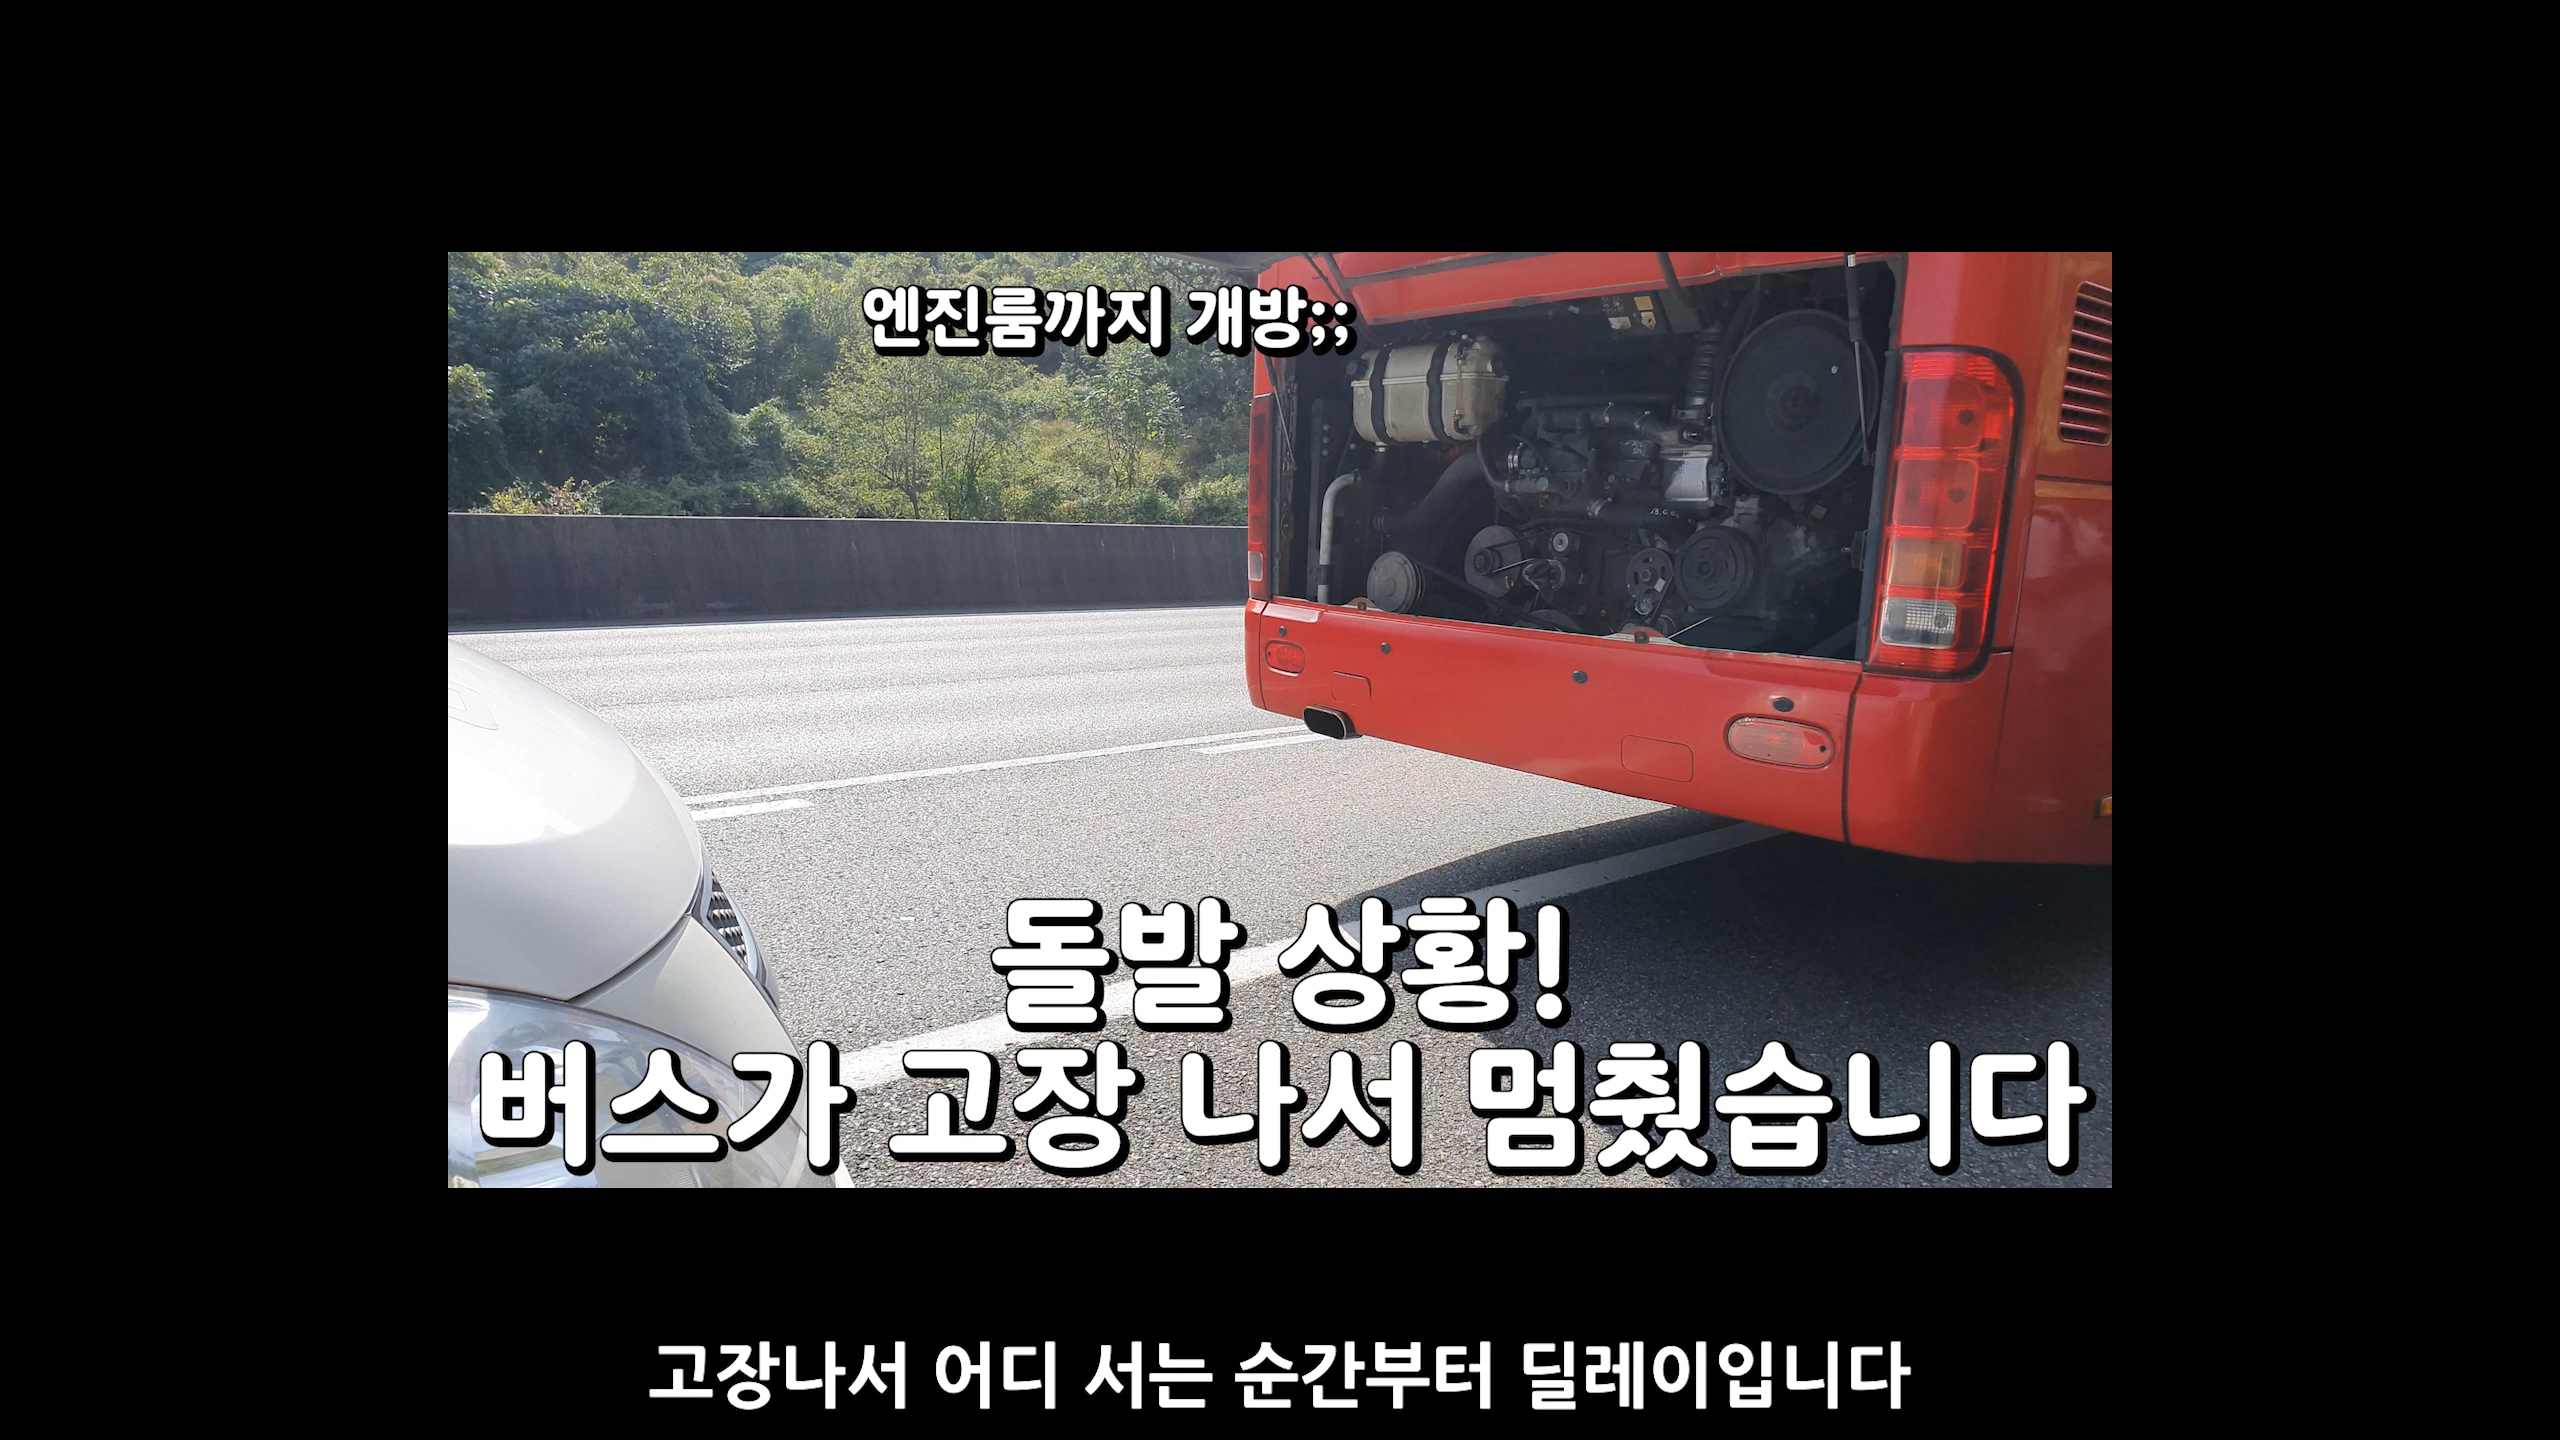 엔진룸까지 개방;;
돌발 상황!
버스가 고장 나서 멈췄습니다
고장나서 어디 서는 순간부터 딜레이입니다